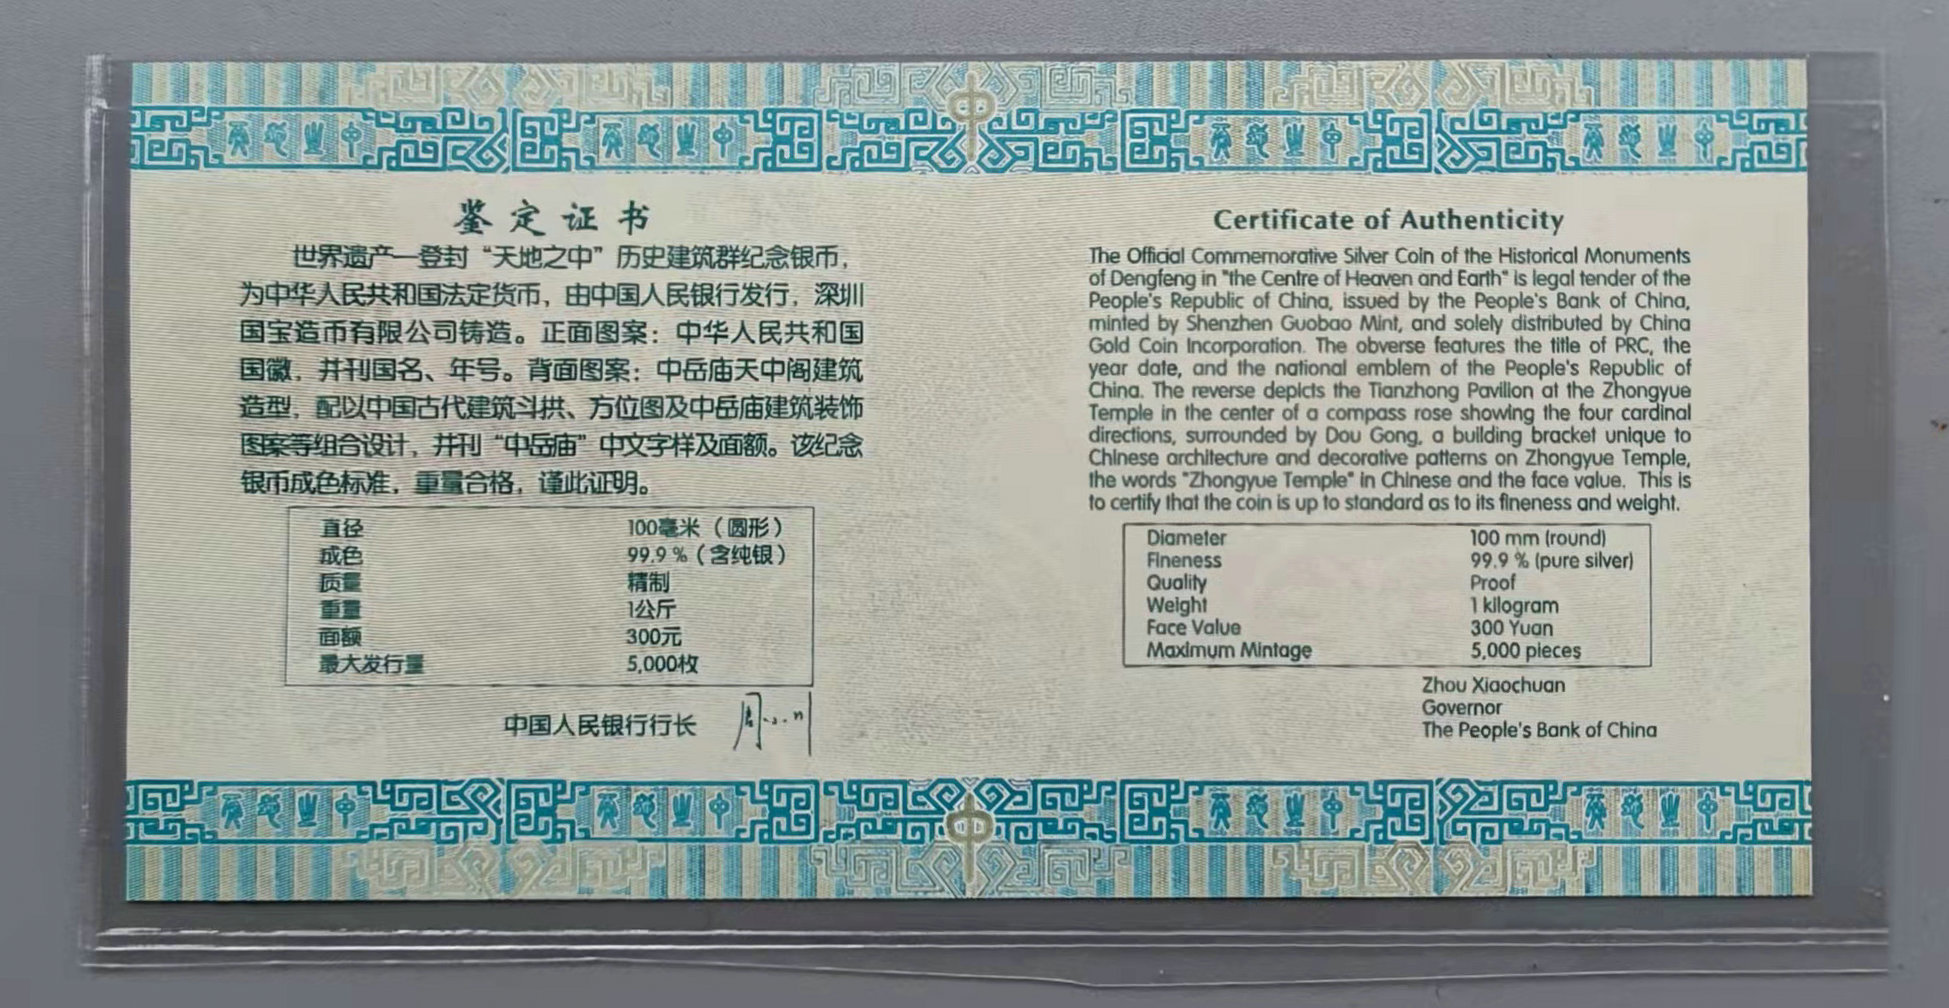 鉴定证书
世界遗产—登封“天地之中”历史建筑群纪念银币，
为中华人民共和国法定货币，由中国人民银行发行，深圳
国宝造币有限公司铸造。正面图案：中华人民共和国
国徽，并刊国名、年号。背面图案：中岳庙天中阁建筑
造型，配以中国古代建筑斗拱、方位图及中岳庙建筑装饰
图案等组合设计，并刊“中岳庙”中文字样及面额。该纪念
银币成色标准，重量合格，谨此证明。
直径 100毫米（圆形）
成色 99.9％（含纯银）
质量 精制
重量 1公斤
面额 300元
最大发行量 5,000枚
中国人民银行行长
Certificate of Authenticity
The Official Commemorative Silver Coin of the Historical Monuments
of Dengfeng in "the Centre of Heaven and Earth" is legal tender of the
People's Republic of China, issued by the People's Bank of China,
minted by Shenzhen Guobao Mint, and solely distributed by China
Gold Coin Incorporation. The obverse features the title of PRC, the
year date, and the national emblem of the People's Republic of
China. The reverse depicts the Tianzhong Pavilion at the Zhongyue
Temple in the center of a compass rose showing the four cardinal
directions, surrounded by Dou Gong, a building bracket unique to
Chinese architecture and decorative patterns on Zhongyue Temple,
the words "Zhongyue Temple" in Chinese and the face value. This is
to certify that the coin is up to standard as to its fineness and weight.
Diameter 100 mm (round)
Fineness 99.9 % (pure silver)
Quality Proof
Weight 1 kilogram
Face Value 300 Yuan
Maximum Mintage 5,000 pieces
Zhou Xiaochuan
Governor
The People's Bank of China